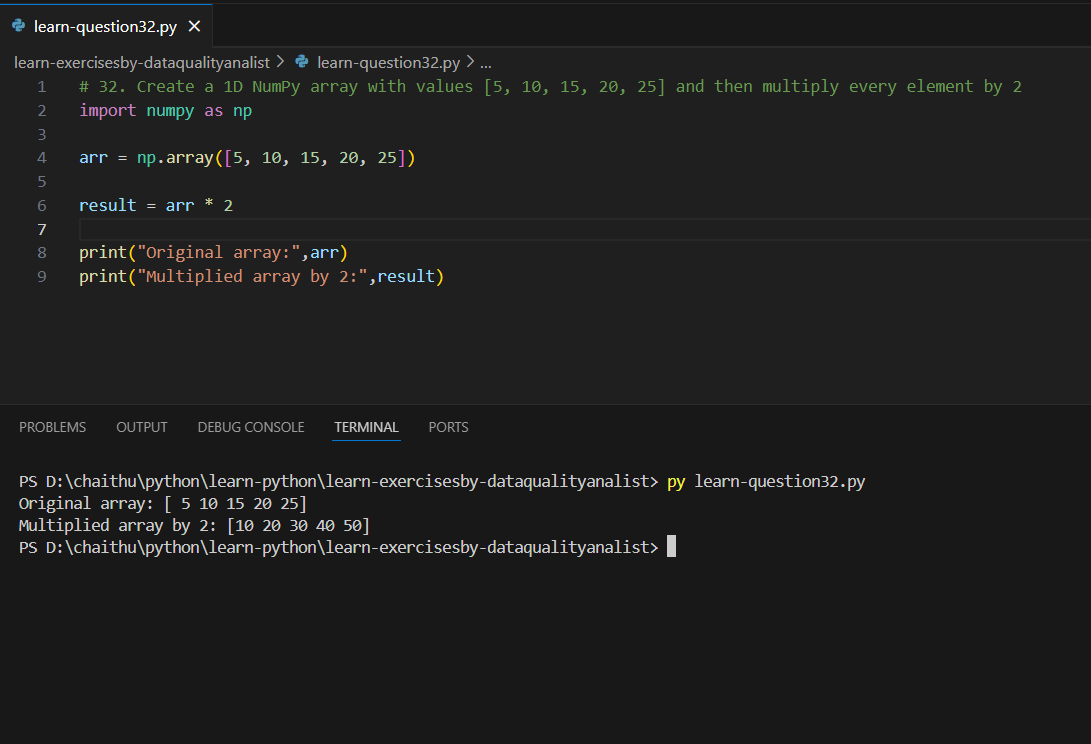 learn-question32.py
learn-exercisesby-dataqualityanalist > learn-question32.py > ...
1 # 32. Create a 1D NumPy array with values [5, 10, 15, 20, 25] and then multiply every element by 2
2 import numpy as np
3
4 arr = np.array([5, 10, 15, 20, 25])
5
6 result = arr * 2
7
8 print("Original array:",arr)
9 print("Multiplied array by 2:",result)
PROBLEMS OUTPUT DEBUG CONSOLE TERMINAL PORTS
PS D:\chaithu\python\learn-python\learn-exercisesby-dataqualityanalist> py learn-question32.py
Original array: [ 5 10 15 20 25]
Multiplied array by 2: [10 20 30 40 50]
PS D:\chaithu\python\learn-python\learn-exercisesby-dataqualityanalist>